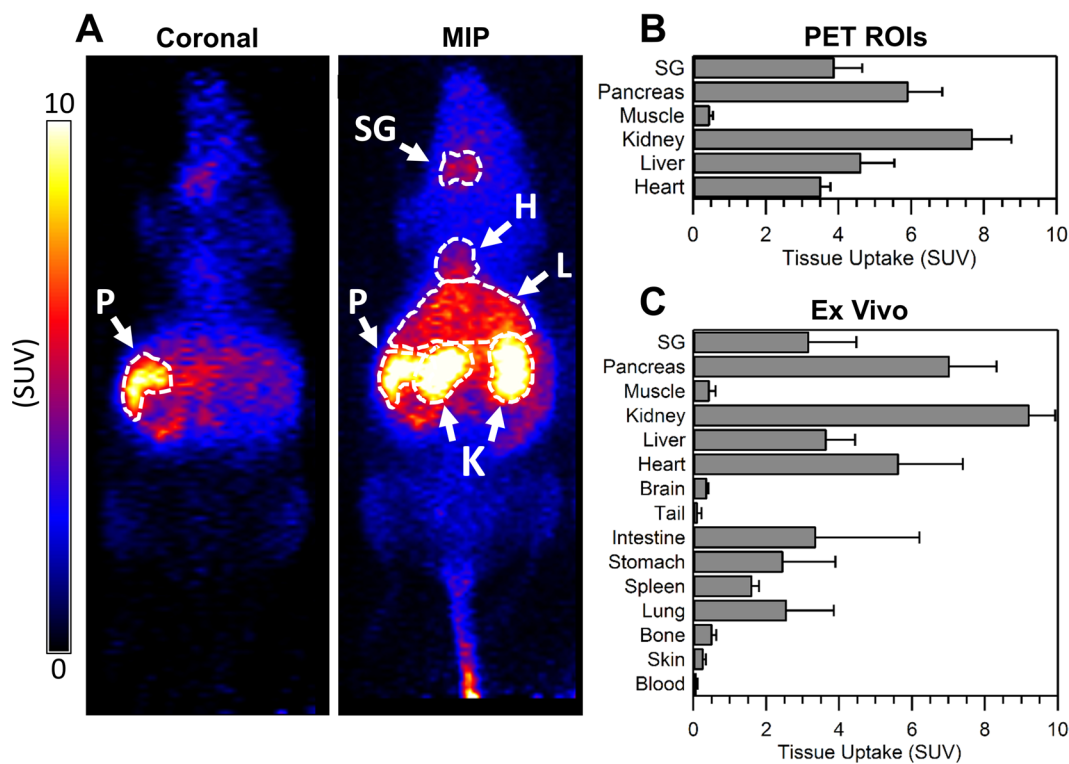 A
Coronal
MIP
10
(SUV)
0
P
SG
H
L
P
K
B
PET ROIs
SG
Pancreas
Muscle
Kidney
Liver
Heart
0 2 4 6 8 10
Tissue Uptake (SUV)
C
Ex Vivo
SG
Pancreas
Muscle
Kidney
Liver
Heart
Brain
Tail
Intestine
Stomach
Spleen
Lung
Bone
Skin
Blood
0 2 4 6 8 10
Tissue Uptake (SUV)